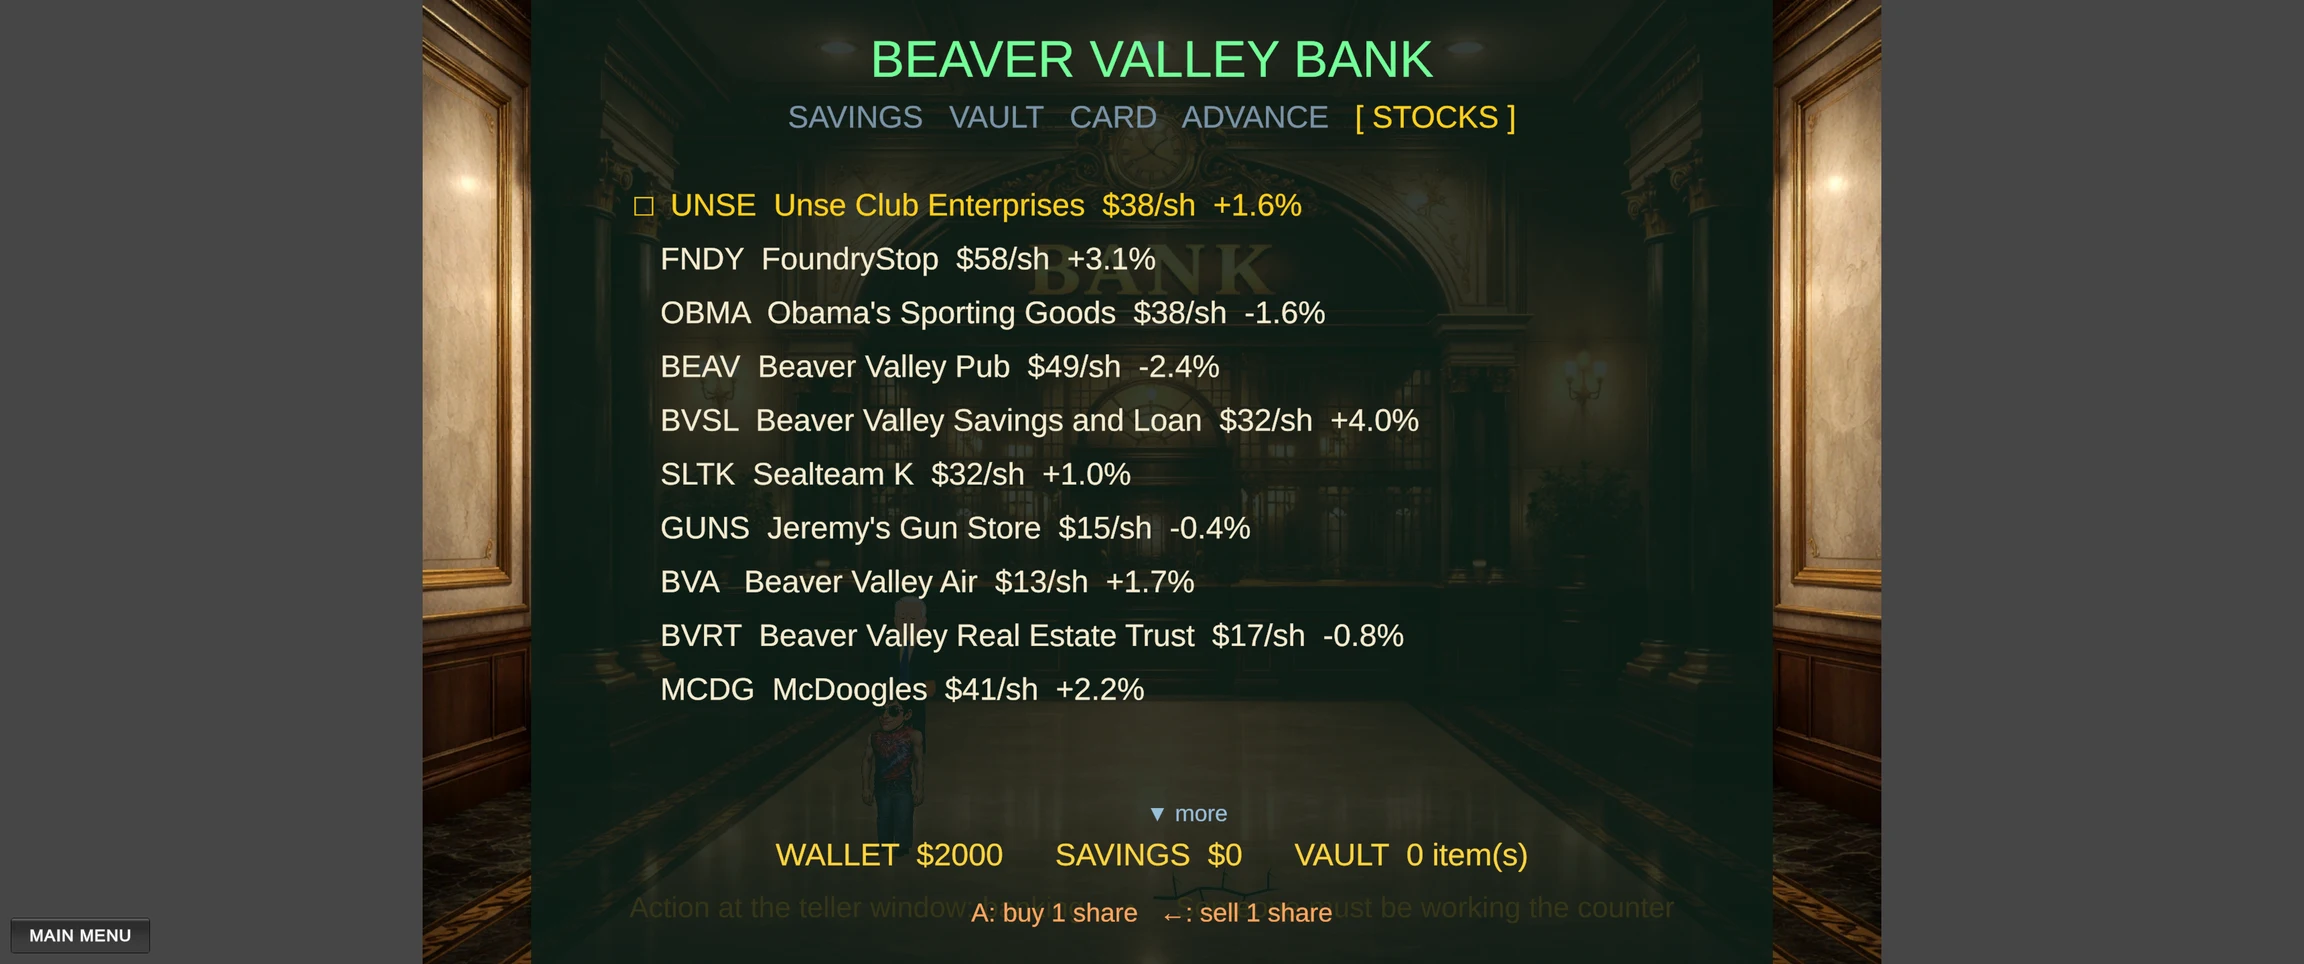 BEAVER VALLEY BANK
SAVINGS VAULT CARD ADVANCE [ STOCKS ]
□ UNSE Unse Club Enterprises $38/sh +1.6%
FNDY FoundryStop $58/sh +3.1%
BANK
OBMA Obama's Sporting Goods $38/sh -1.6%
BEAV Beaver Valley Pub $49/sh -2.4%
BVSL Beaver Valley Savings and Loan $32/sh +4.0%
SLTK Sealteam K $32/sh +1.0%
GUNS Jeremy's Gun Store $15/sh -0.4%
BVA Beaver Valley Air $13/sh +1.7%
BVRT Beaver Valley Real Estate Trust $17/sh -0.8%
MCDG McDoogles $41/sh +2.2%
▼ more
WALLET $2000 SAVINGS $0 VAULT 0 item(s)
Action at the teller window: must be working the counter
A: buy 1 share ←: sell 1 share
MAIN MENU